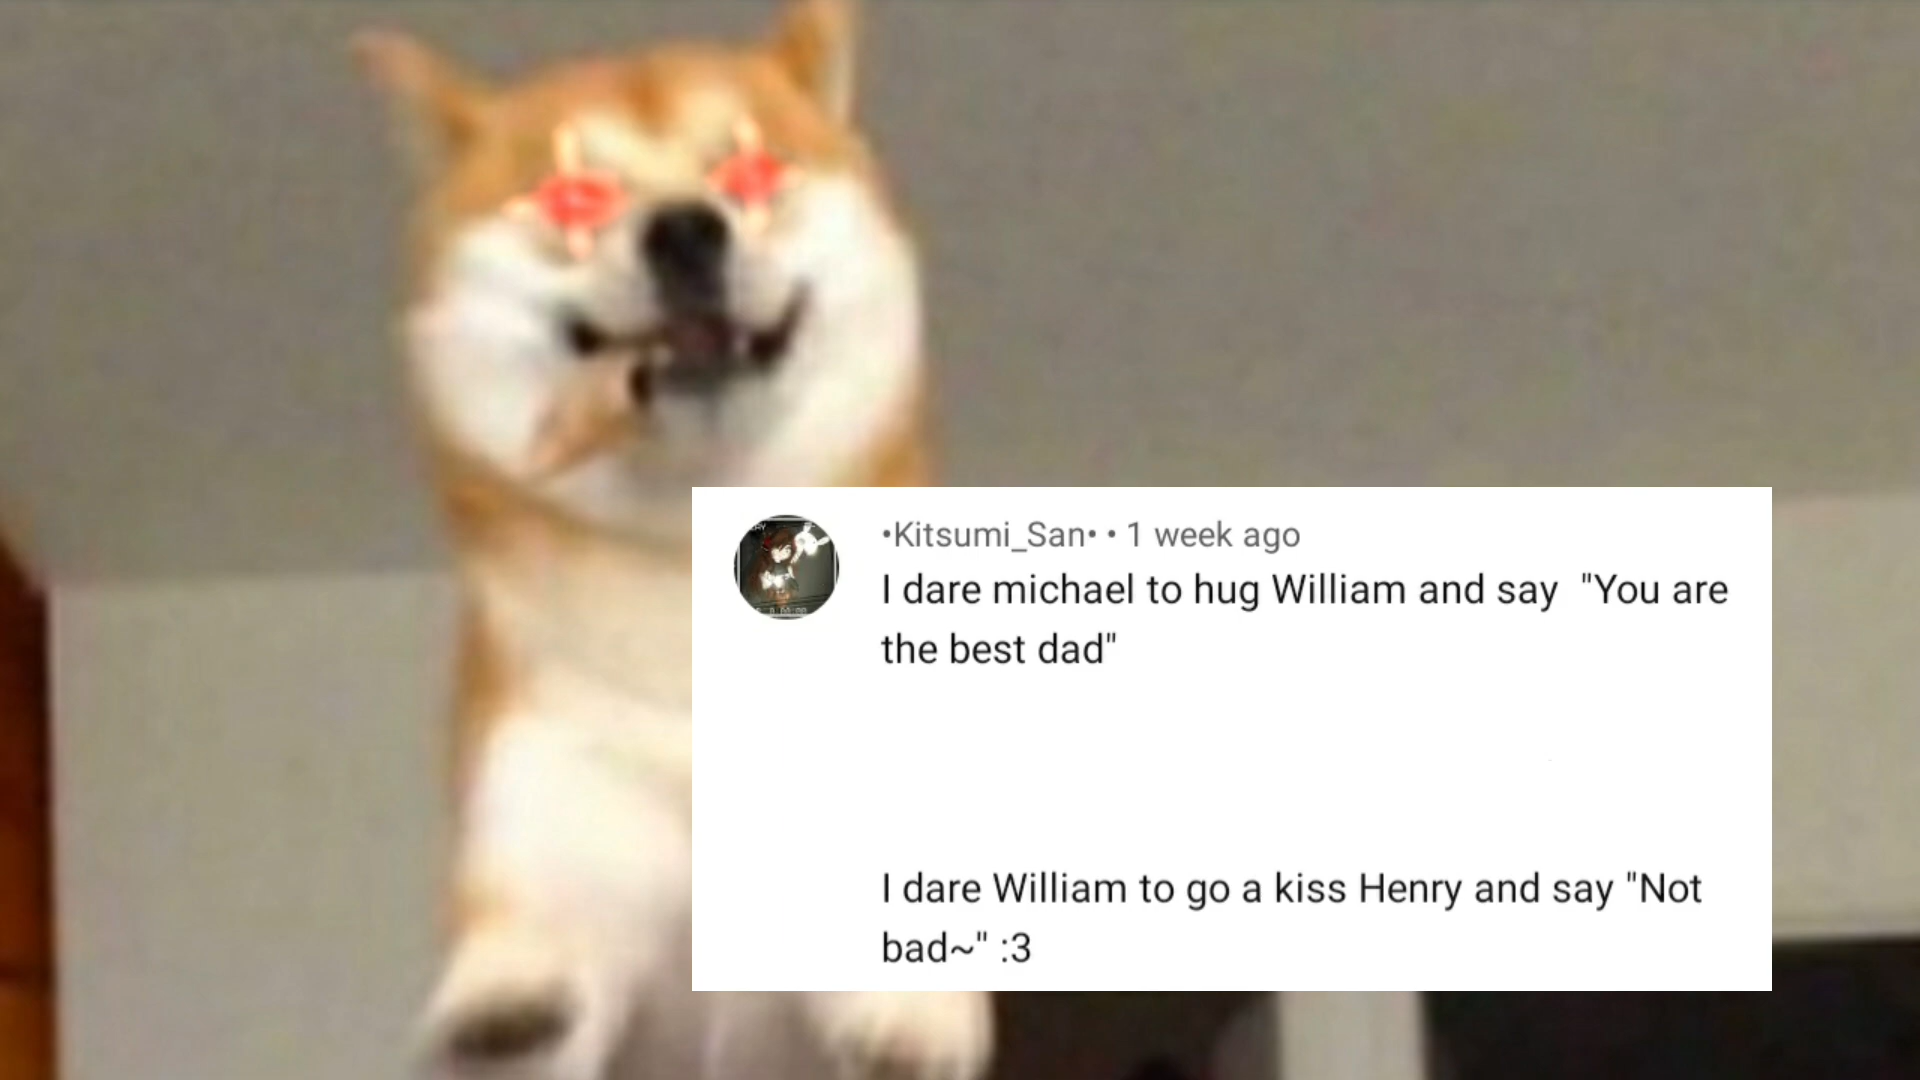 •Kitsumi_San• • 1 week ago
I dare michael to hug William and say  "You are
the best dad"
I dare William to go a kiss Henry and say "Not
bad~" :3